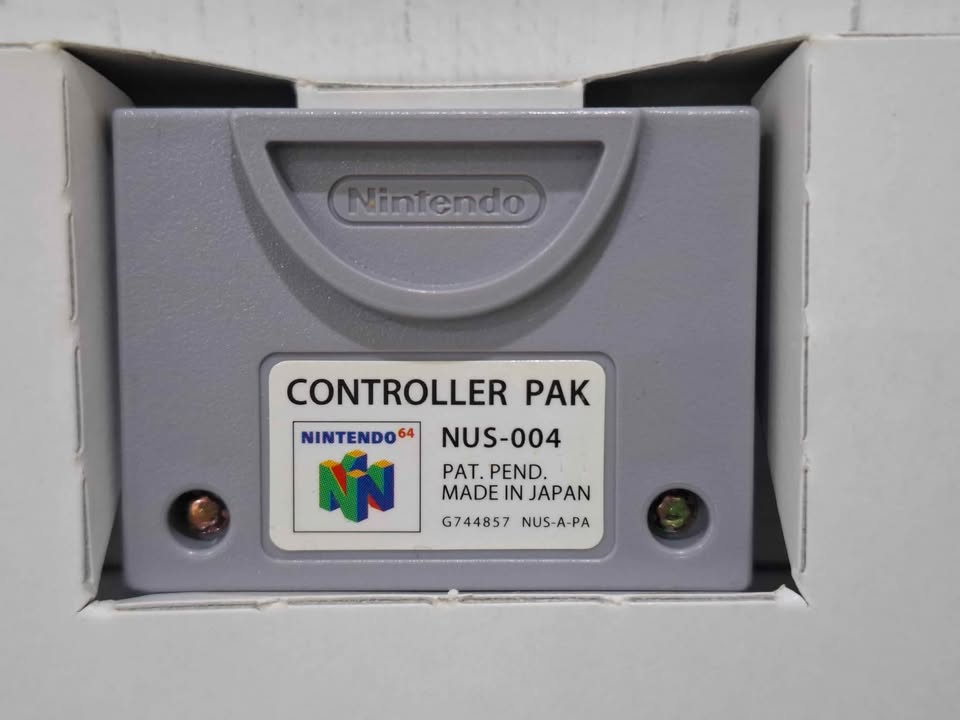 Nintendo
CONTROLLER PAK
NINTENDO64
NUS-004
PAT. PEND.
MADE IN JAPAN
G744857 NUS-A-PA